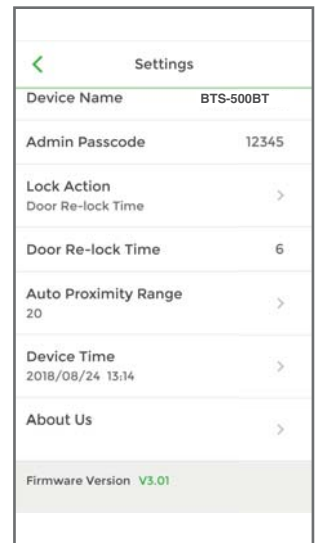 Settings
Device Name BTS-500BT
Admin Passcode 12345
Lock Action
Door Re-lock Time
Door Re-lock Time 6
Auto Proximity Range
20
Device Time
2018/08/24 13:14
About Us
Firmware Version V3.01